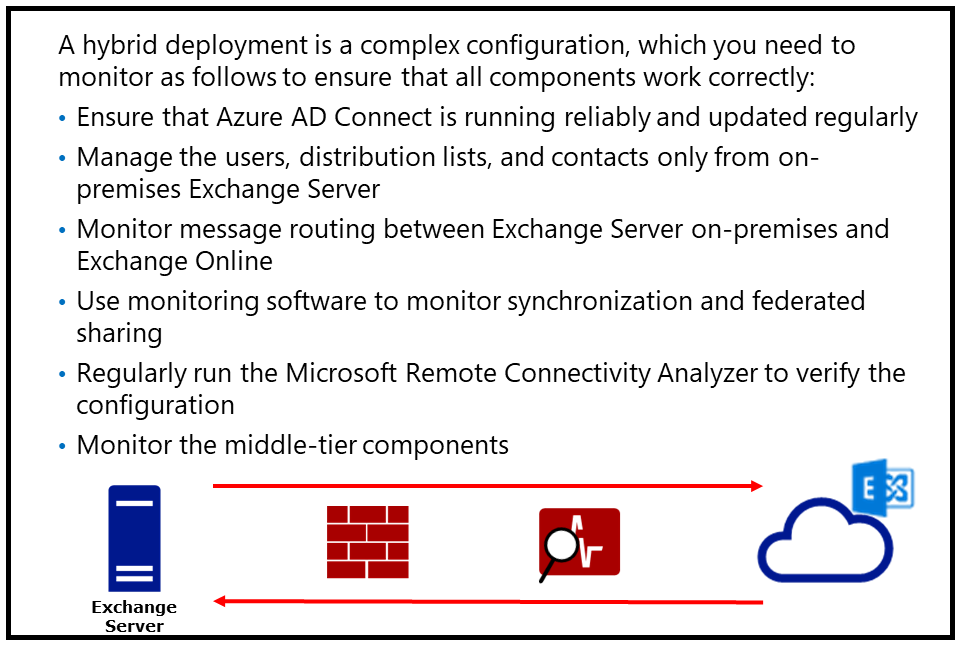 A hybrid deployment is a complex configuration, which you need to
monitor as follows to ensure that all components work correctly:
• Ensure that Azure AD Connect is running reliably and updated regularly
• Manage the users, distribution lists, and contacts only from on-
premises Exchange Server
• Monitor message routing between Exchange Server on-premises and
Exchange Online
• Use monitoring software to monitor synchronization and federated
sharing
• Regularly run the Microsoft Remote Connectivity Analyzer to verify the
configuration
• Monitor the middle-tier components
E
Exchange
Server